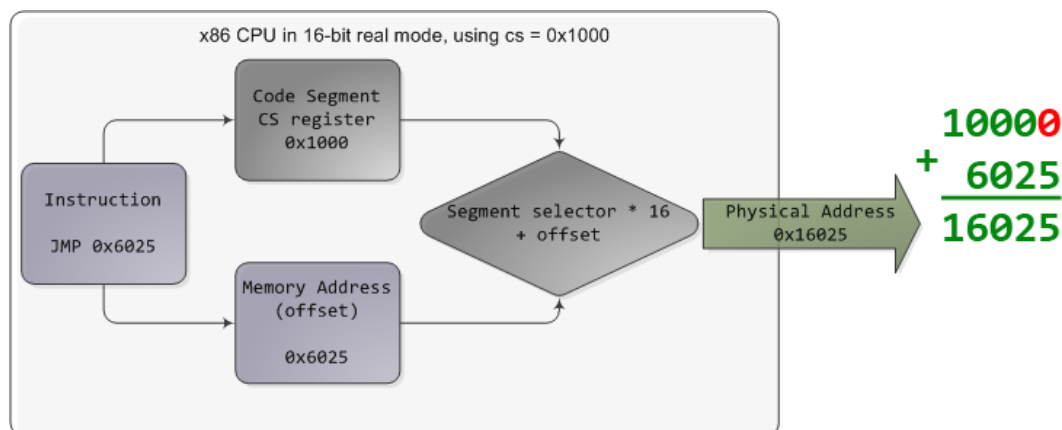 x86 CPU in 16-bit real mode, using cs = 0x1000
Code Segment
CS register
0x1000
Instruction
JMP 0x6025
Memory Address
(offset)
0x6025
Segment selector * 16
+ offset
Physical Address
0x16025
10000
+ 6025
16025